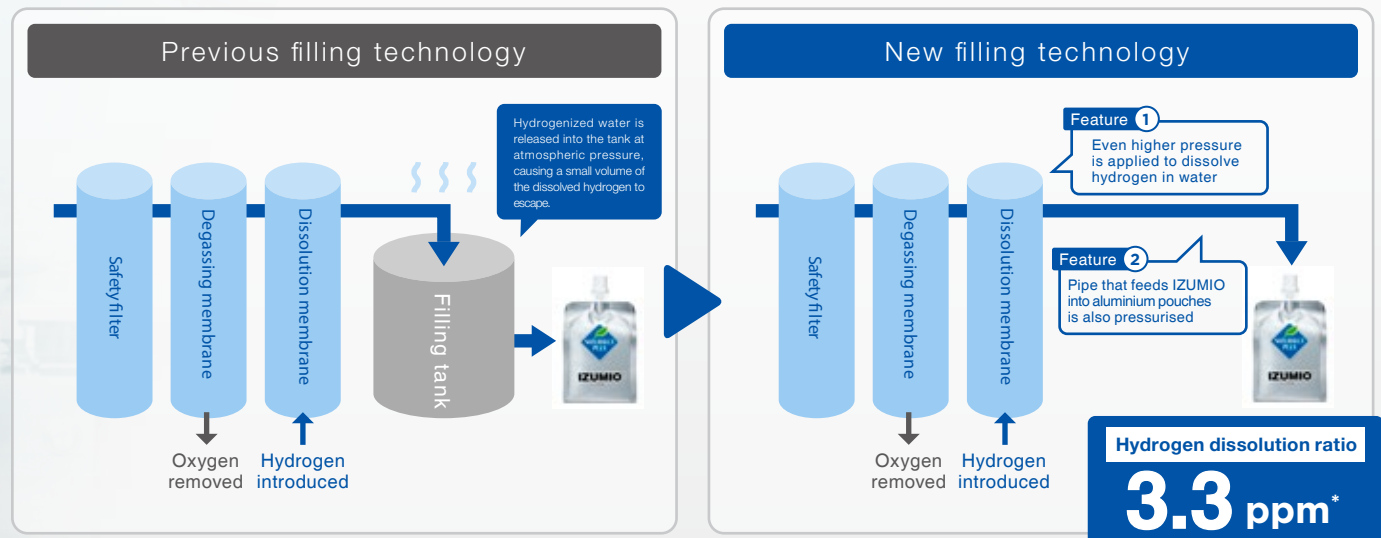 Previous filling technology
Hydrogenized water is
released into the tank at
atmospheric pressure,
causing a small volume of
the dissolved hydrogen to
escape.
Safety filter
Degassing membrane
Dissolution membrane
Filling tank
IZUMIO
Oxygen
removed
Hydrogen
introduced
New filling technology
Feature 1
Even higher pressure
is applied to dissolve
hydrogen in water
Feature 2
Pipe that feeds IZUMIO
into aluminium pouches
is also pressurised
Safety filter
Degassing membrane
Dissolution membrane
IZUMIO
Oxygen
removed
Hydrogen
introduced
Hydrogen dissolution ratio
3.3 ppm*